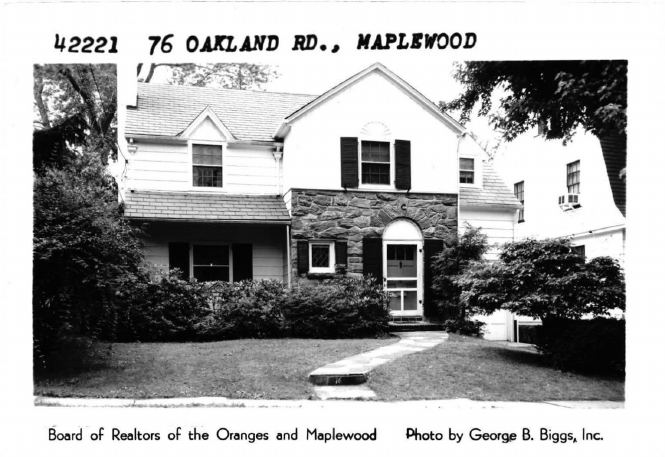 42221 76 OAKLAND RD., MAPLEWOOD
Board of Realtors of the Oranges and Maplewood Photo by George B. Biggs, Inc.